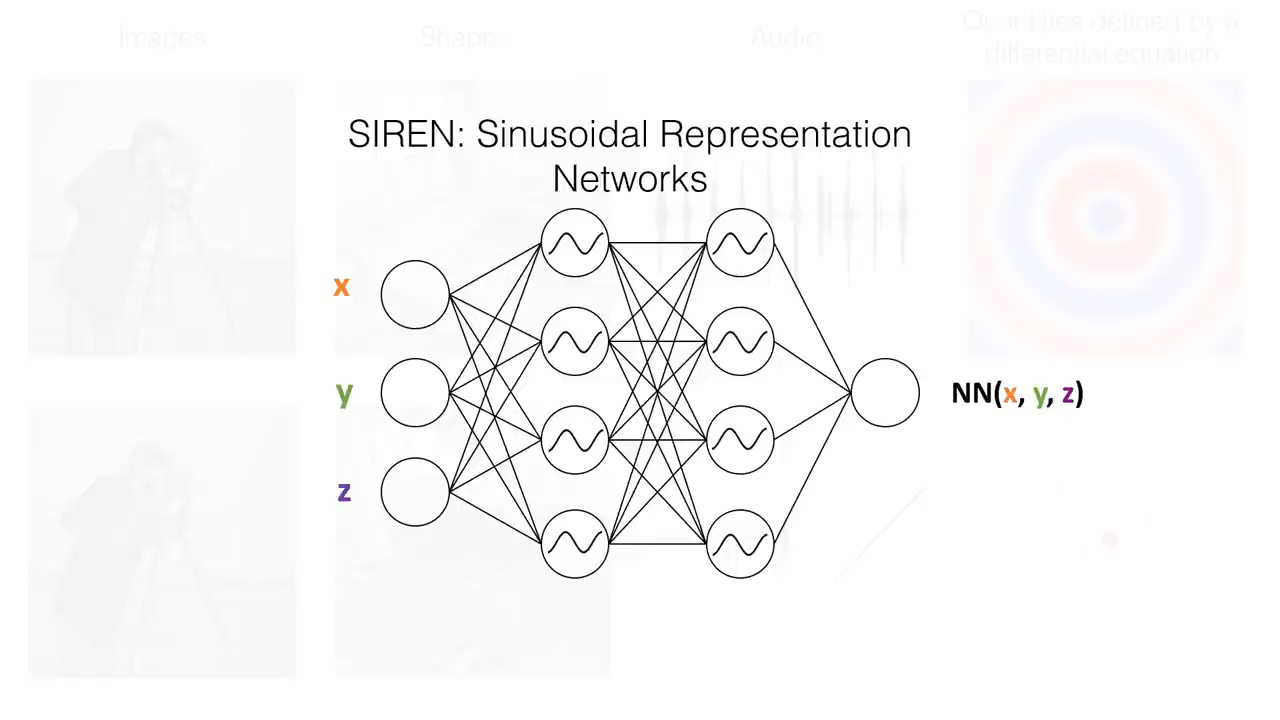 Images
Shapes
Audio
Quantities defined by a
differential equation
SIREN: Sinusoidal Representation
Networks
x
y
z
NN(x, y, z)